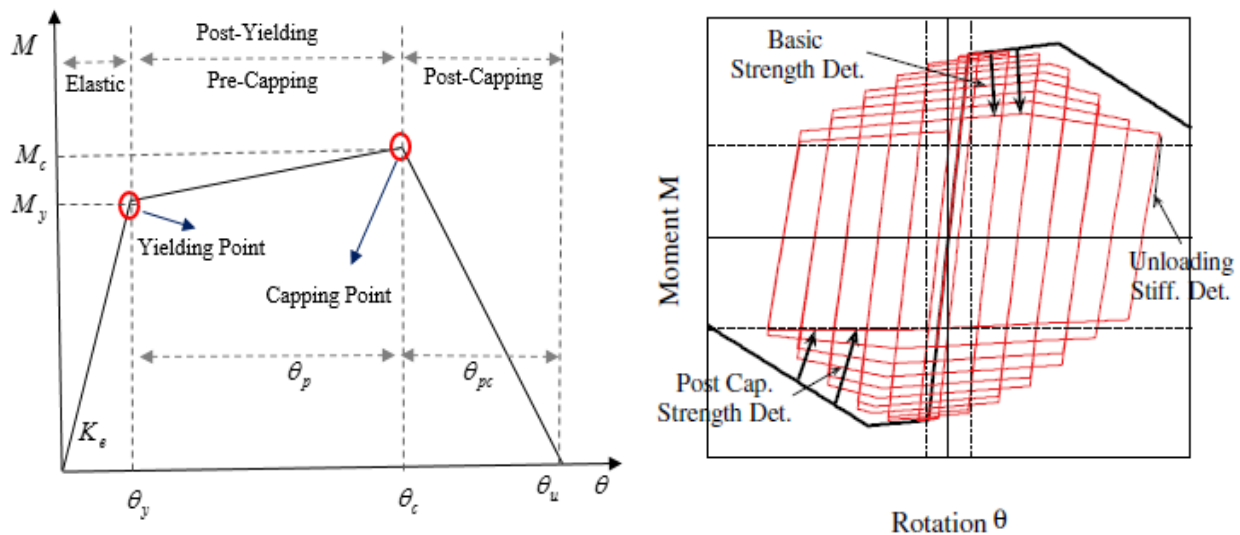 M
Post-Yielding
Elastic
Pre-Capping
Post-Capping
M_c
M_y
Yielding Point
Capping Point
θ_p
θ_pc
K_e
θ_y
θ_c
θ_u
θ
Basic
Strength Det.
Moment M
Unloading
Stiff. Det.
Post Cap.
Strength Det.
Rotation θ